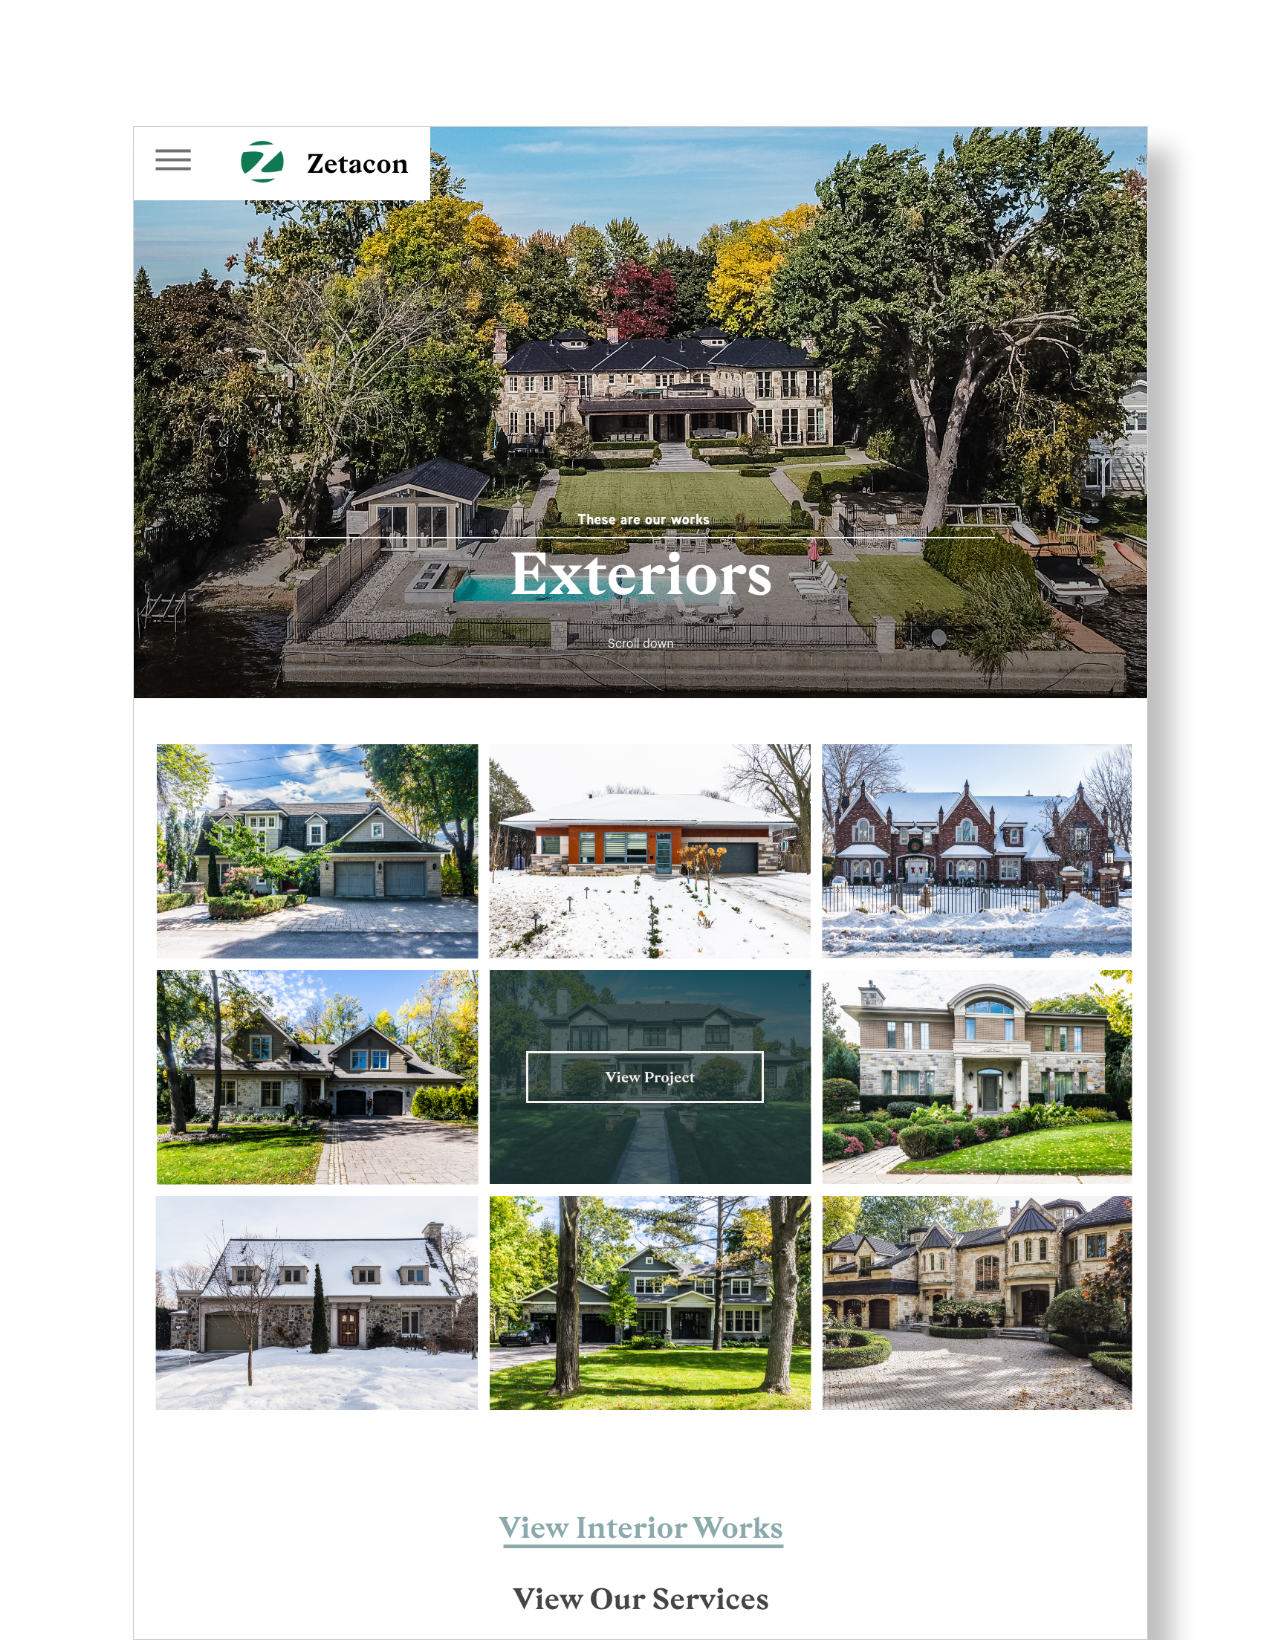 Zetacon
These are our works
Exteriors
Scroll down
View Project
View Interior Works
View Our Services